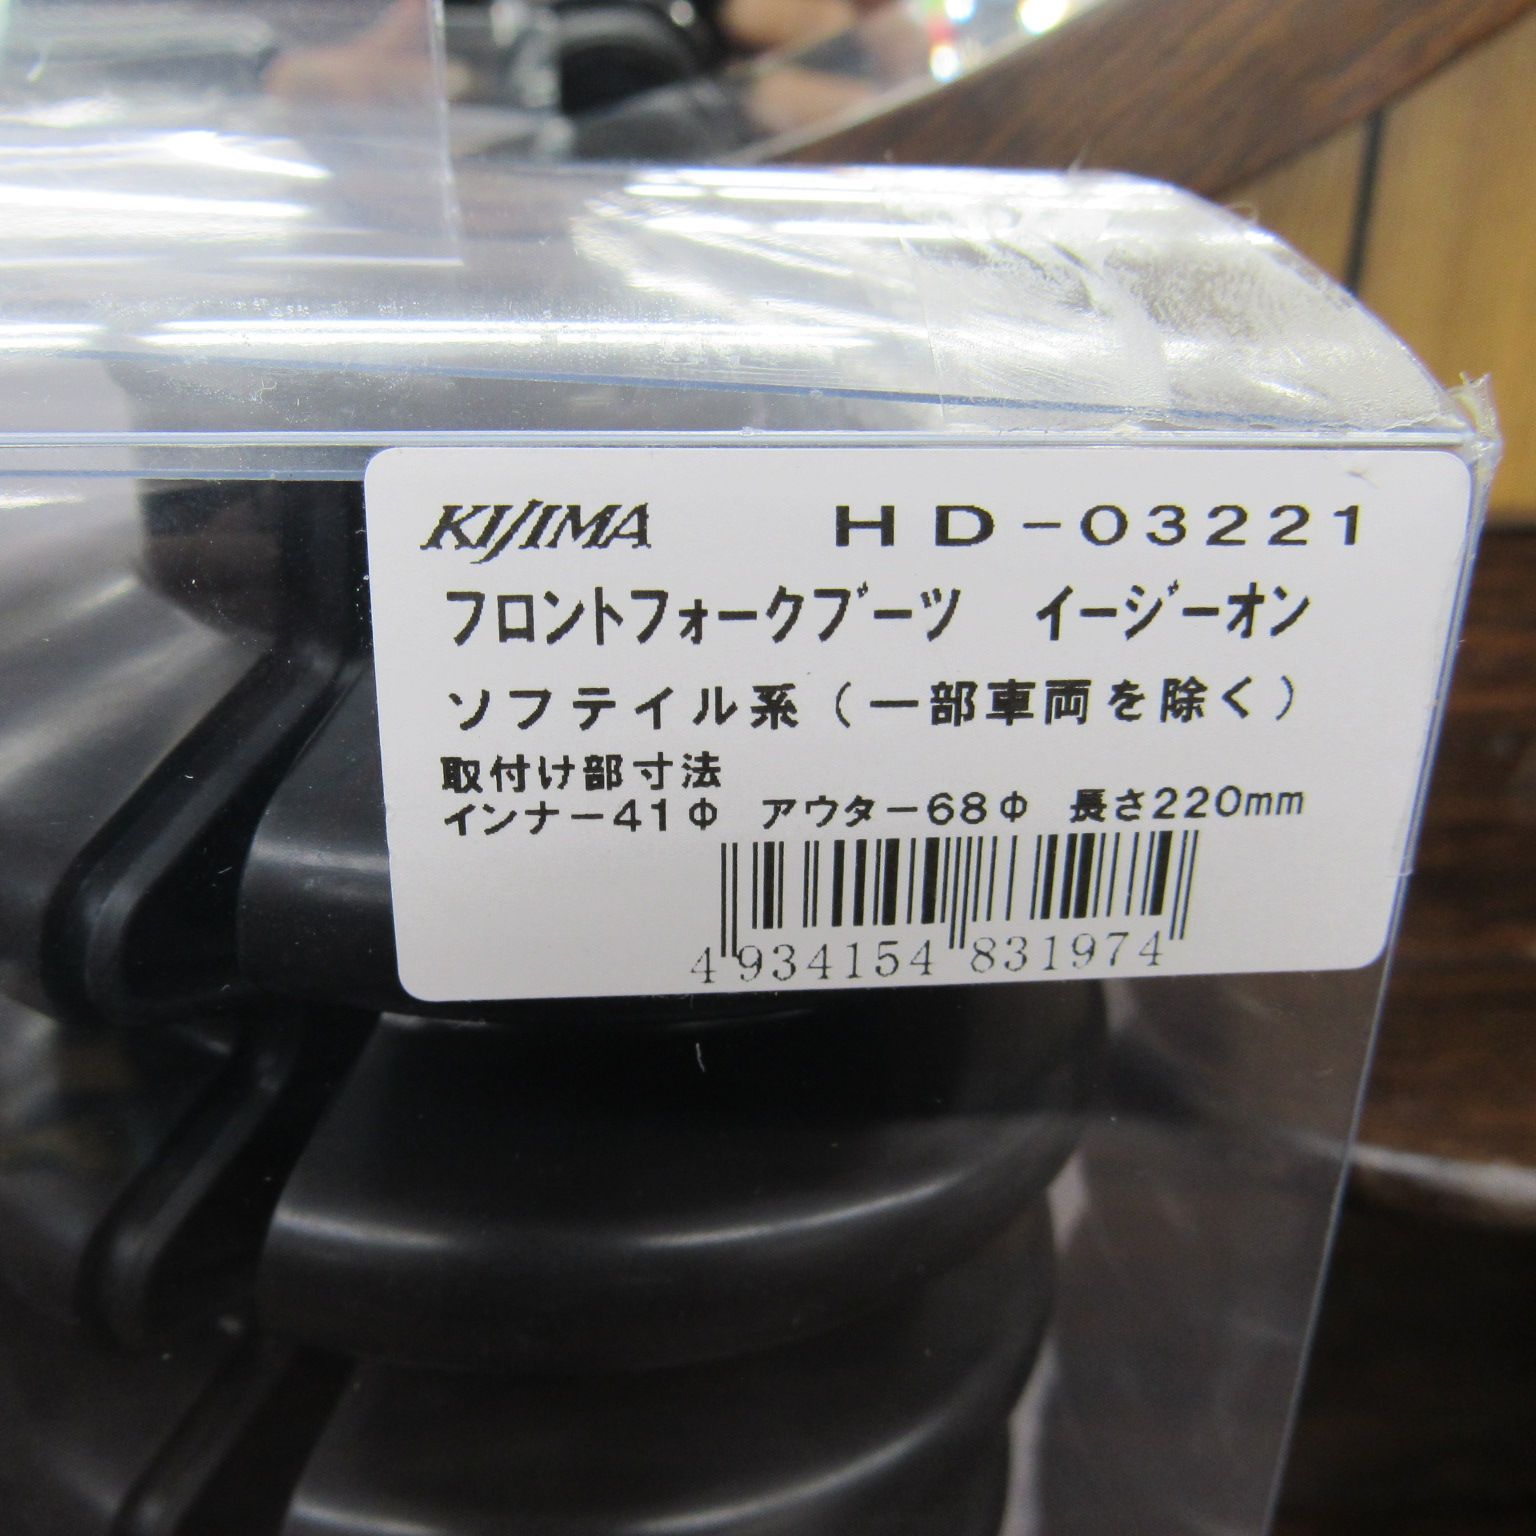 KIJIMA HD-03221
フロントフォークブーツ イージーオン
ソフテイル系(一部車両を除く)
取付け部寸法
インナー41Φ アウター68Φ 長さ220mm
4934154831974